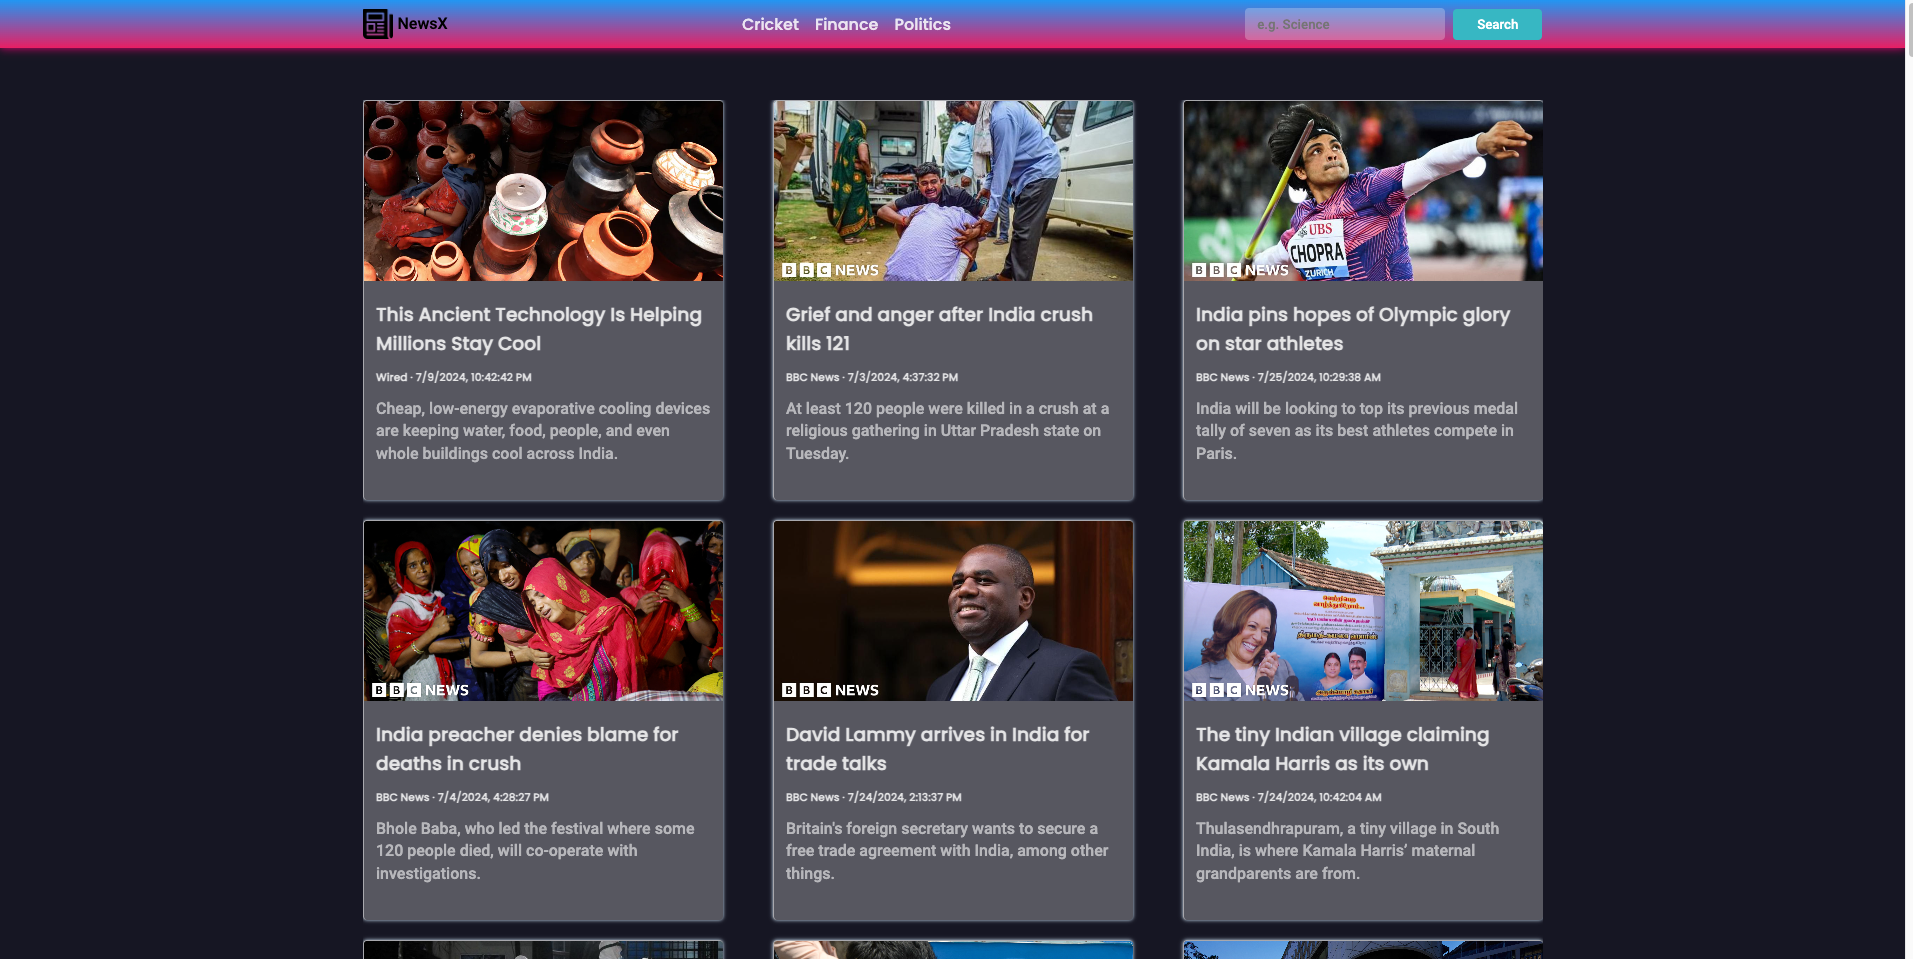 NewsX
Cricket Finance Politics
e.g. Science
Search
UBS
CHOPRA
ZURICH
BBC NEWS
BBC NEWS
This Ancient Technology Is Helping
Millions Stay Cool
Wired · 7/9/2024, 10:42:42 PM
Cheap, low-energy evaporative cooling devices
are keeping water, food, people, and even
whole buildings cool across India.
Grief and anger after India crush
kills 121
BBC News · 7/3/2024, 4:37:32 PM
At least 120 people were killed in a crush at a
religious gathering in Uttar Pradesh state on
Tuesday.
India pins hopes of Olympic glory
on star athletes
BBC News · 7/25/2024, 10:29:38 AM
India will be looking to top its previous medal
tally of seven as its best athletes compete in
Paris.
BBC NEWS
BBC NEWS
BBC NEWS
India preacher denies blame for
deaths in crush
BBC News · 7/4/2024, 4:28:27 PM
Bhole Baba, who led the festival where some
120 people died, will co-operate with
investigations.
David Lammy arrives in India for
trade talks
BBC News · 7/24/2024, 2:13:37 PM
Britain's foreign secretary wants to secure a
free trade agreement with India, among other
things.
The tiny Indian village claiming
Kamala Harris as its own
BBC News · 7/24/2024, 10:42:04 AM
Thulasendhrapuram, a tiny village in South
India, is where Kamala Harris’ maternal
grandparents are from.